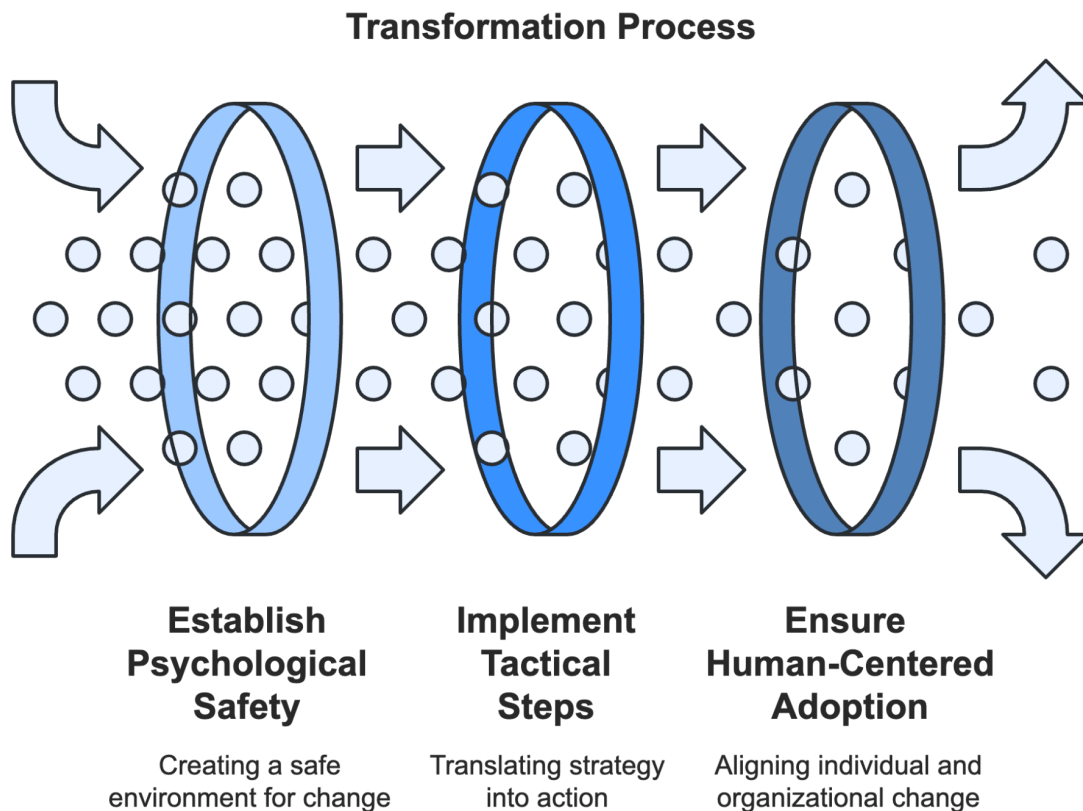 Transformation Process
Establish
Psychological
Safety
Creating a safe
environment for change
Implement
Tactical
Steps
Translating strategy
into action
Ensure
Human-Centered
Adoption
Aligning individual and
organizational change